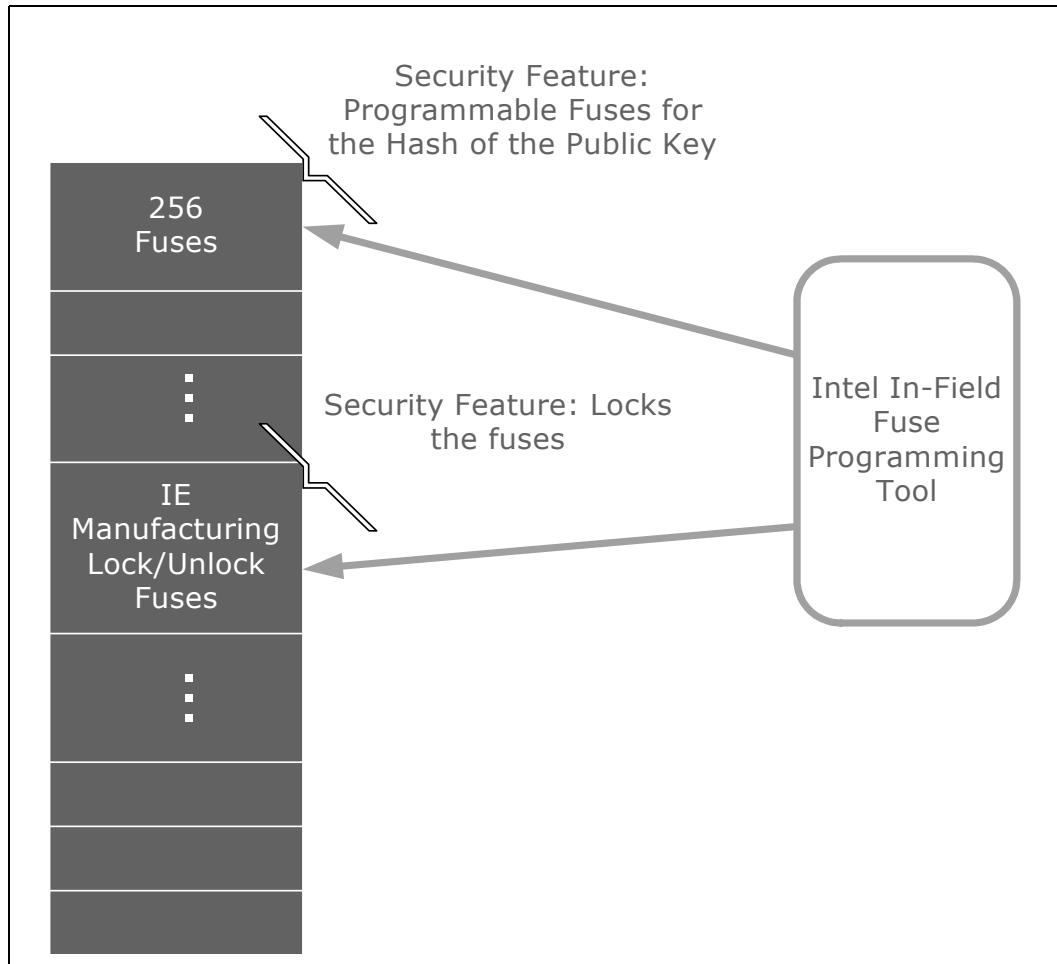 Security Feature:
Programmable Fuses for
the Hash of the Public Key
256
Fuses
Security Feature: Locks
the fuses
Intel In-Field
Fuse
Programming
Tool
IE
Manufacturing
Lock/Unlock
Fuses